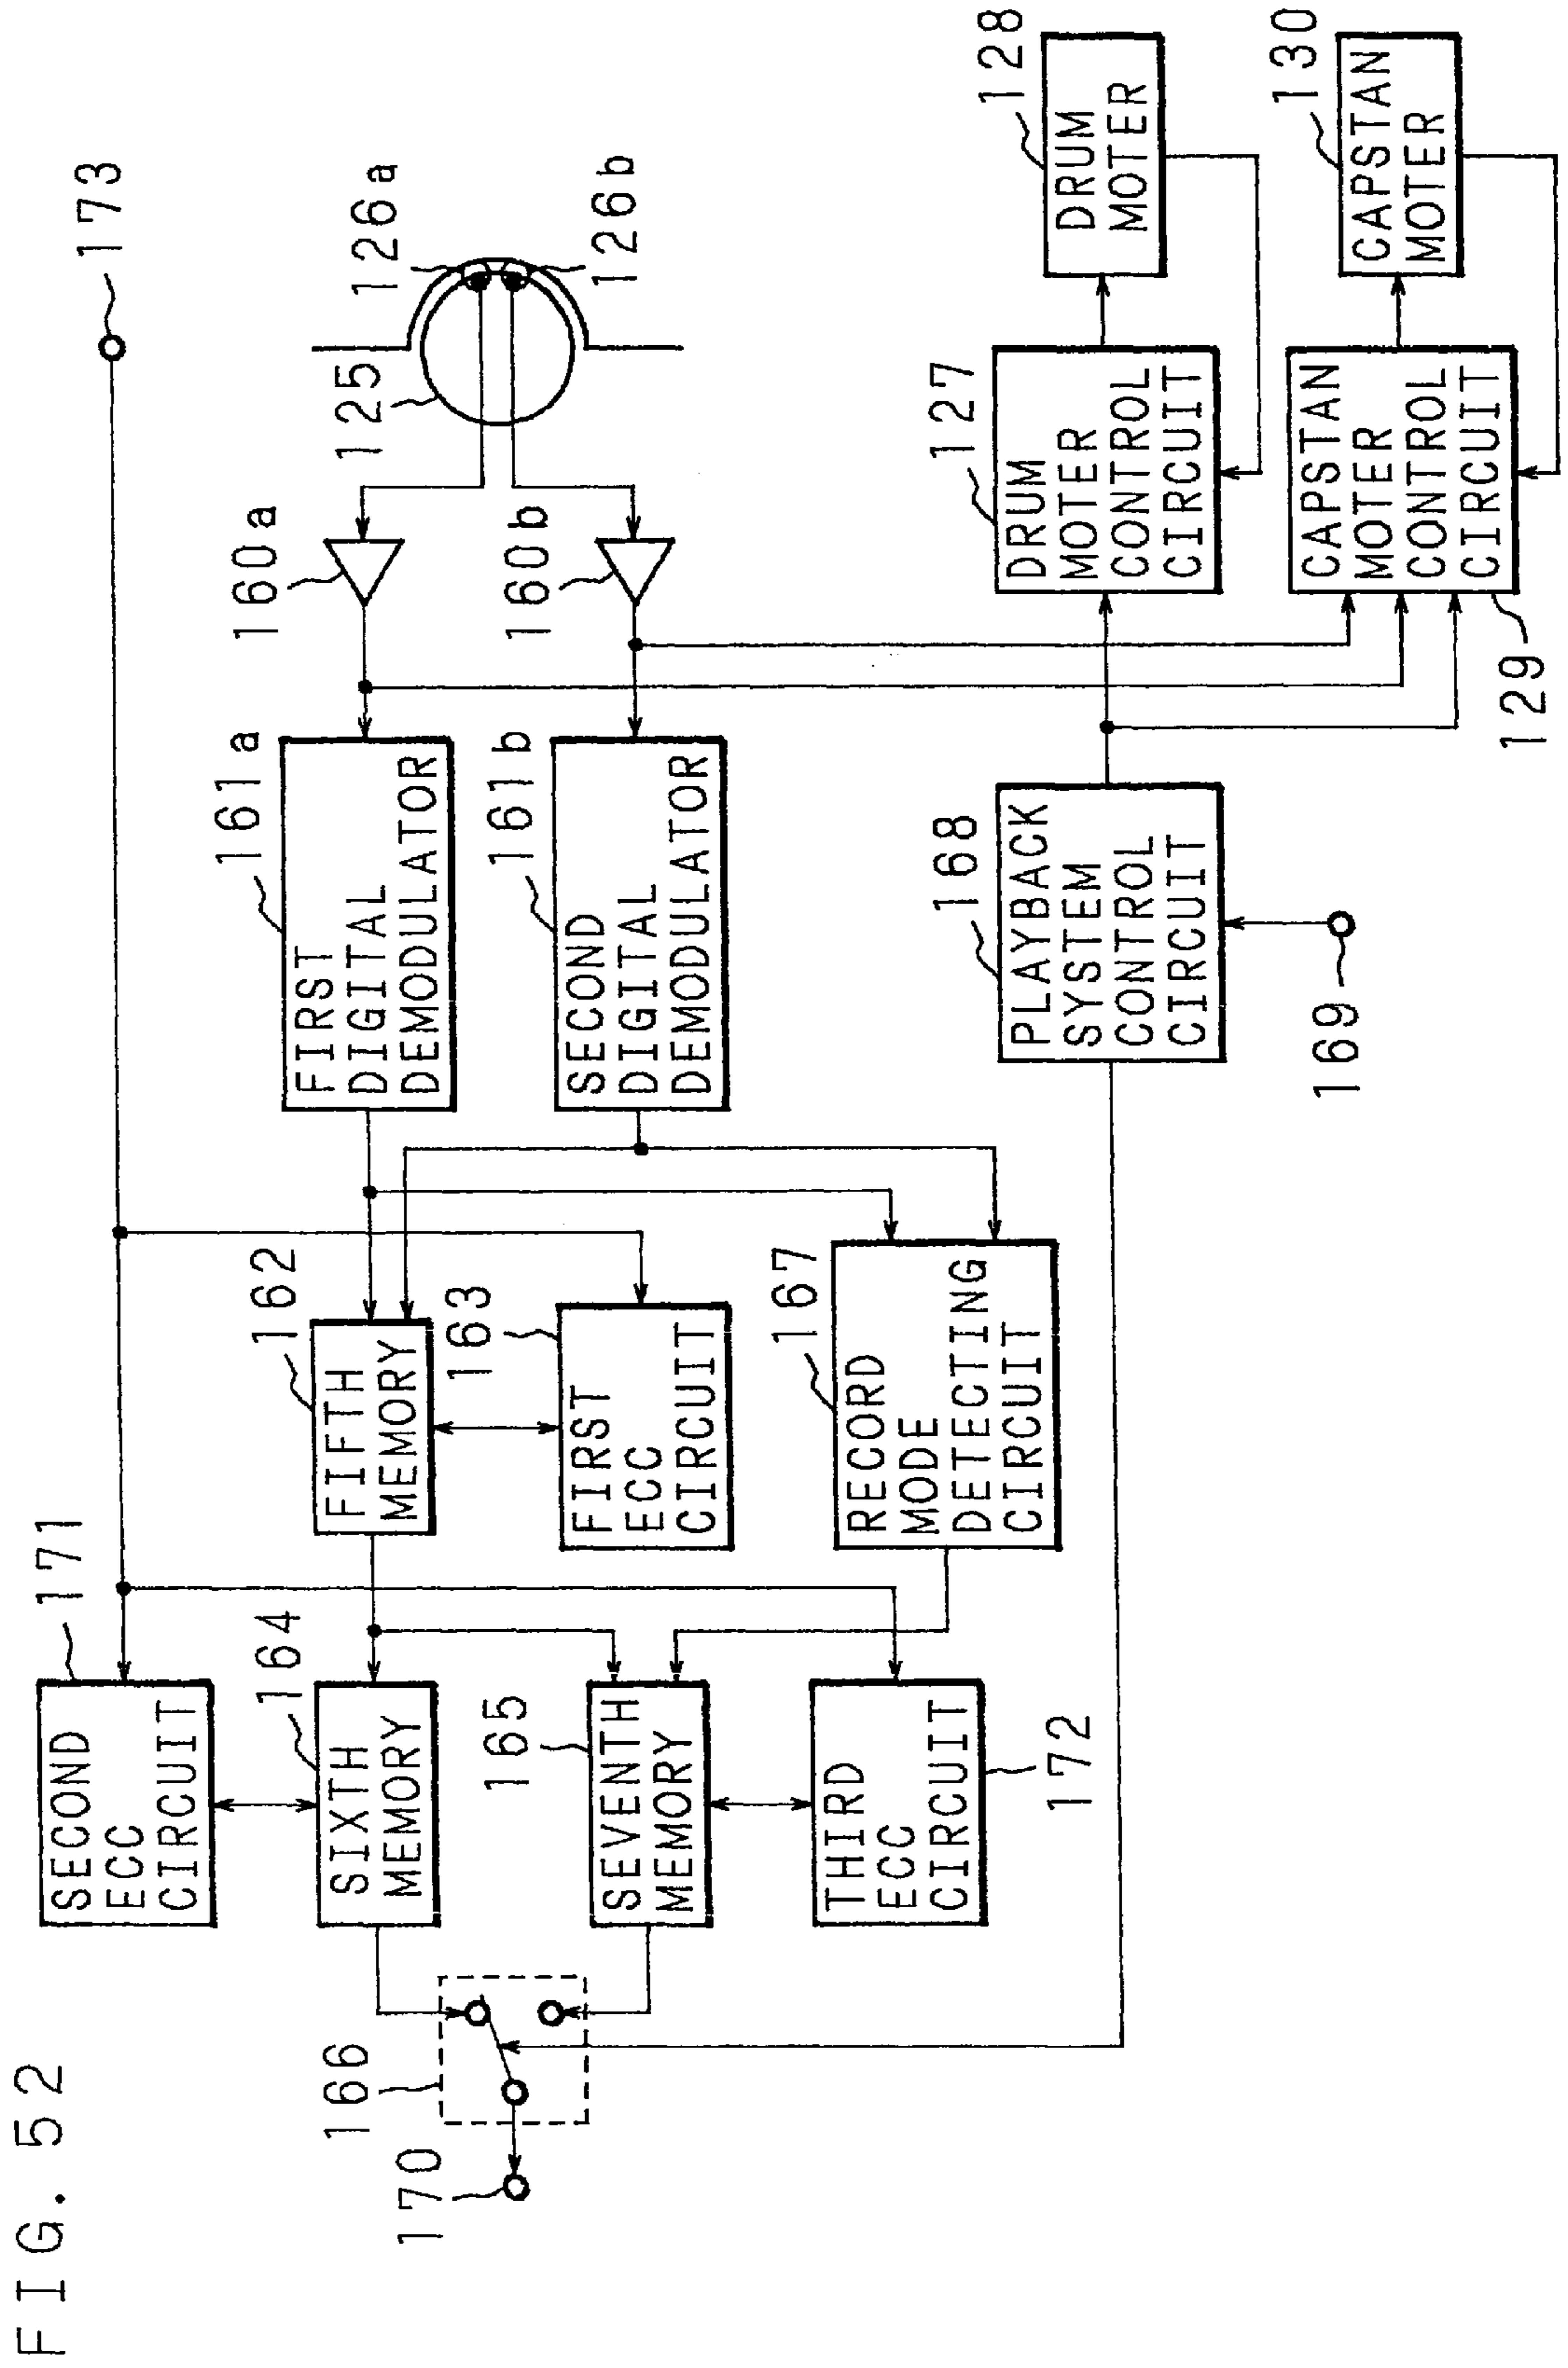 FIG. 52
171
SECOND
ECC
CIRCUIT
173
164
SIXTH
MEMORY
162
FIFTH
MEMORY
161a
FIRST
DIGITAL
DEMODULATOR
160a
125
126a
126b
166
170
165
SEVENTH
MEMORY
163
FIRST
ECC
CIRCUIT
161b
SECOND
DIGITAL
DEMODULATOR
160b
THIRD
ECC
CIRCUIT
172
167
RECORD
MODE
DETECTING
CIRCUIT
168
PLAYBACK
SYSTEM
CONTROL
CIRCUIT
169
127
DRUM
MOTER
CONTROL
CIRCUIT
128
DRUM
MOTER
CAPSTAN
MOTER
CONTROL
CIRCUIT
129
130
CAPSTAN
MOTER